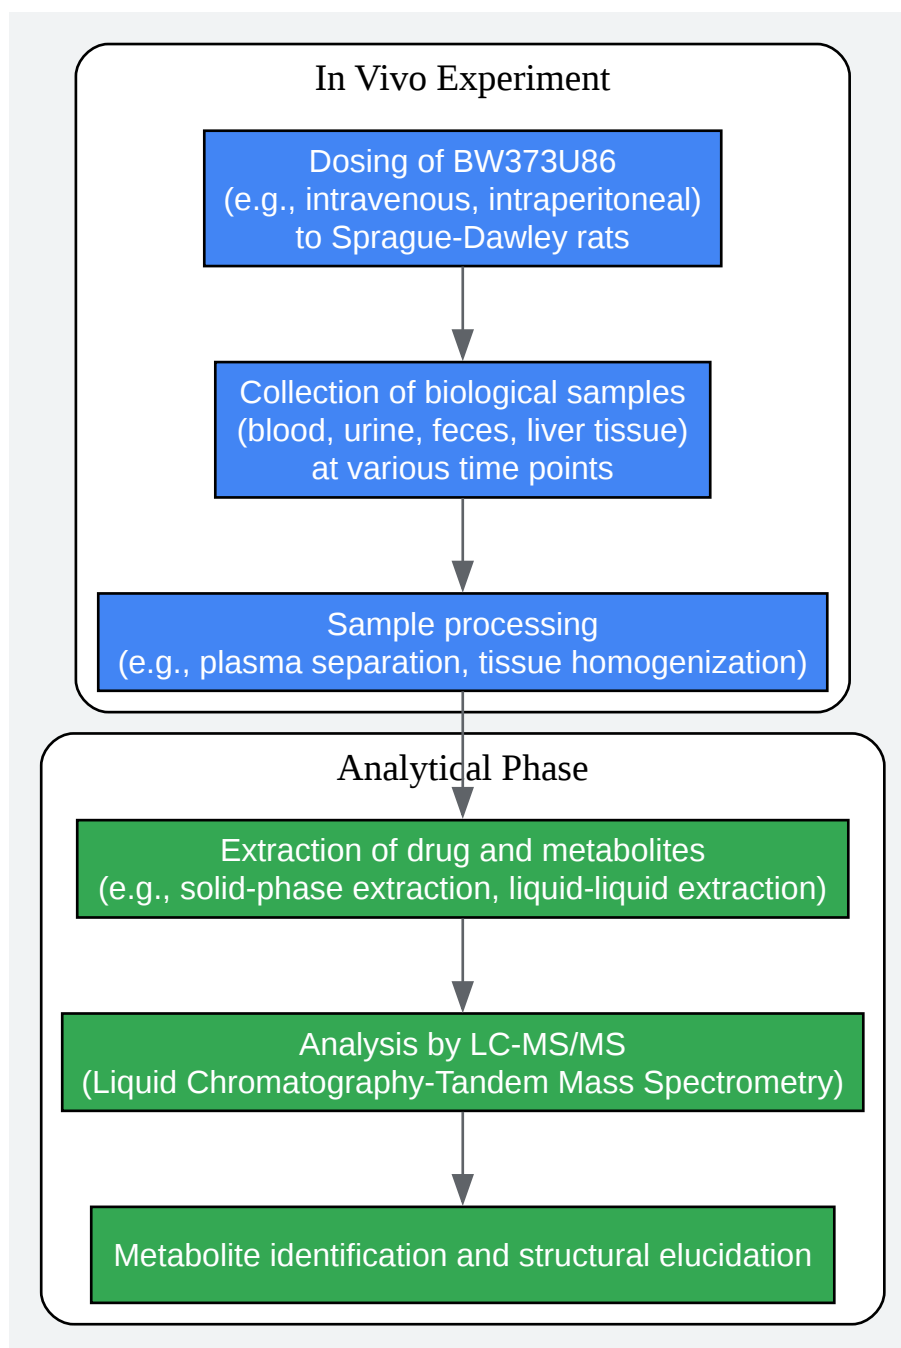 In Vivo Experiment
Dosing of BW373U86
(e.g., intravenous, intraperitoneal)
to Sprague-Dawley rats
Collection of biological samples
(blood, urine, feces, liver tissue)
at various time points
Sample processing
(e.g., plasma separation, tissue homogenization)
Analytical Phase
Extraction of drug and metabolites
(e.g., solid-phase extraction, liquid-liquid extraction)
Analysis by LC-MS/MS
(Liquid Chromatography-Tandem Mass Spectrometry)
Metabolite identification and structural elucidation